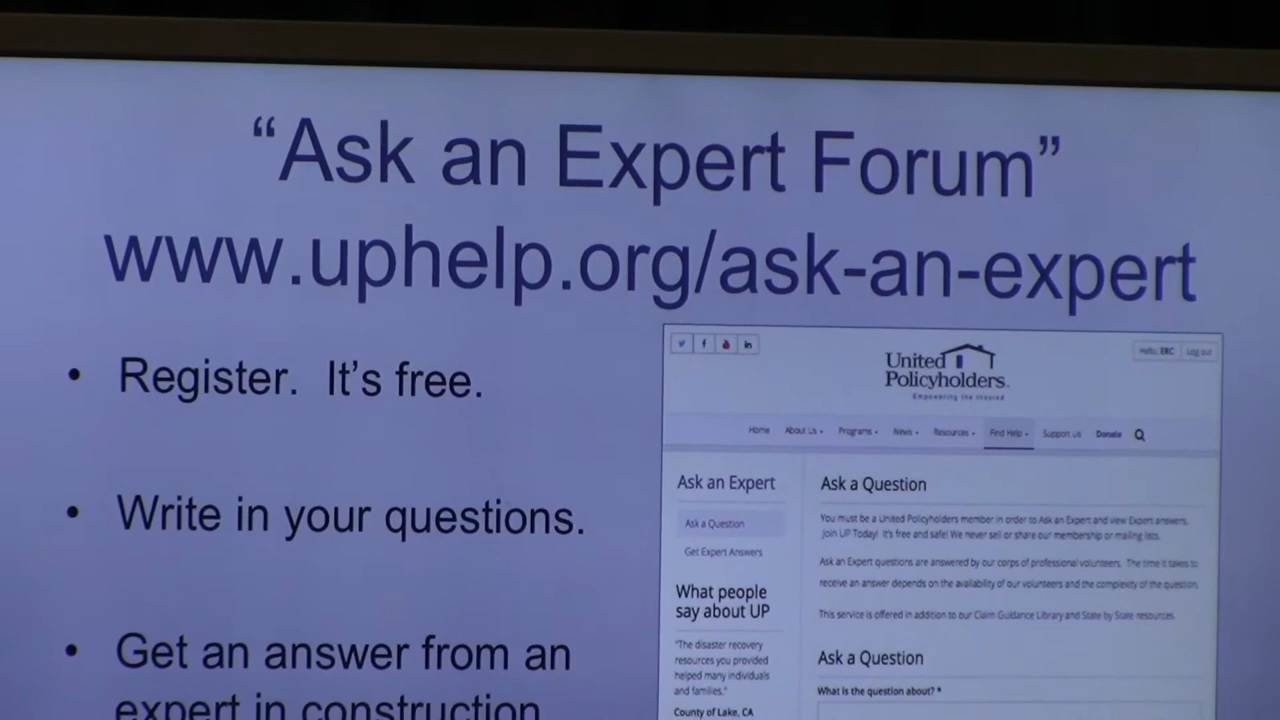 “Ask an Expert Forum”
www.uphelp.org/ask-an-expert
• Register. It’s free.
• Write in your questions.
• Get an answer from an
expert in construction
Hello, ERC Log out
United
Policyholders.
Empowering the Insured
Home About Us Programs News Resources Find Help Support Us Donate
Ask an Expert
Ask a Question
Get Expert Answers
What people
say about UP
"The disaster recovery
resources you provided
helped many individuals
and families."
County of Lake, CA
Ask a Question
You must be a United Policyholders member in order to Ask an Expert and view Expert answers.
Join UP Today! It's free and safe! We never sell or share our membership or mailing lists.
Ask an Expert questions are answered by our corps of professional volunteers. The time it takes to
receive an answer depends on the availability of our volunteers and the complexity of the question.
This service is offered in addition to our Claim Guidance Library and State by State resources.
Ask a Question
What is the question about? *